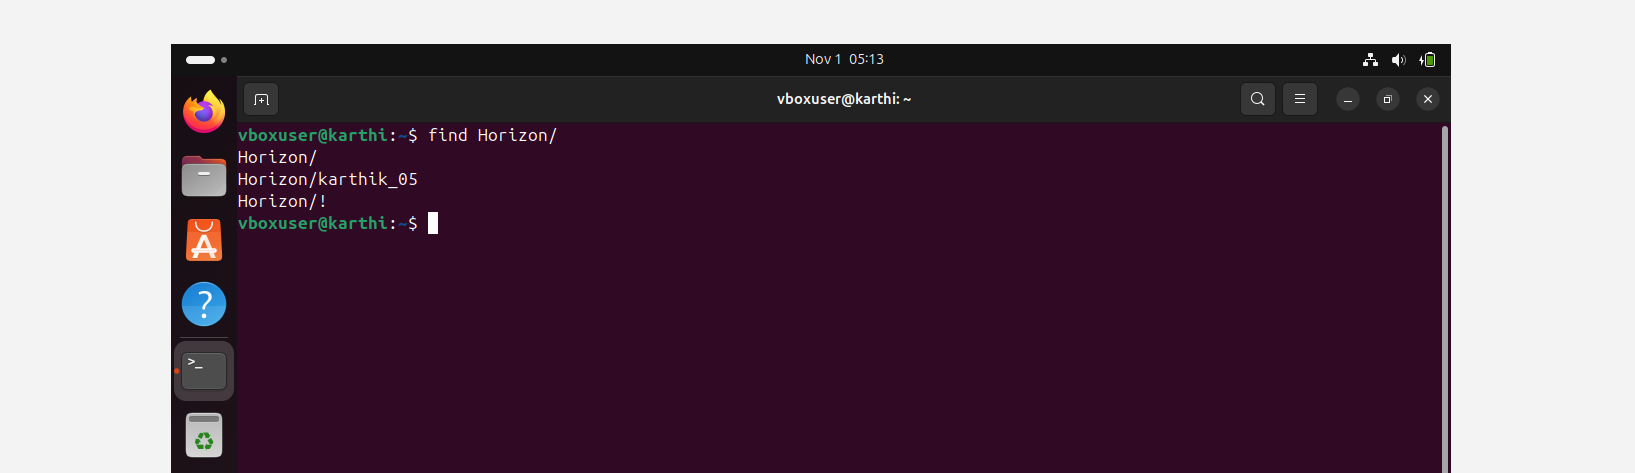 Nov 1 05:13
vboxuser@karthi: ~
vboxuser@karthi:~$ find Horizon/
Horizon/
Horizon/karthik_05
Horizon/!
vboxuser@karthi:~$
A
?
>_